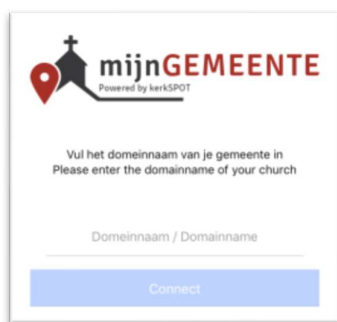 mijnGEMEENTE
Powered by kerkSPOT
Vul het domeinnaam van je gemeente in
Please enter the domainname of your church
Domeinnaam / Domainname
Connect